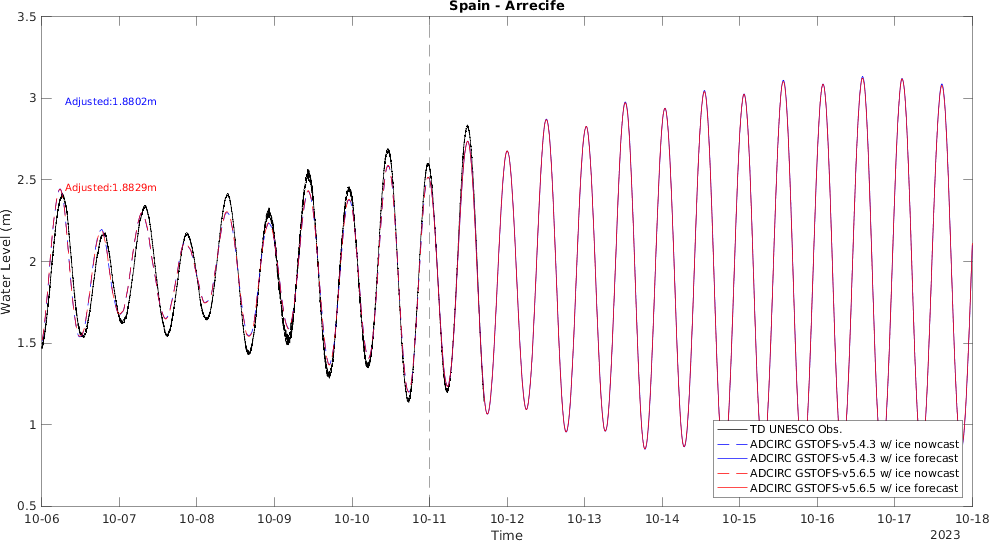 Spain - Arrecife
3.5
3
2.5
2
1.5
1
0.5
Water Level (m)
Adjusted:1.8802m
Adjusted:1.8829m
TD UNESCO Obs.
ADCIRC GSTOFS-v5.4.3 w/ ice nowcast
ADCIRC GSTOFS-v5.4.3 w/ ice forecast
ADCIRC GSTOFS-v5.6.5 w/ ice nowcast
ADCIRC GSTOFS-v5.6.5 w/ ice forecast
10-06 10-07 10-08 10-09 10-10 10-11 10-12 10-13 10-14 10-15 10-16 10-17 10-18
Time
2023